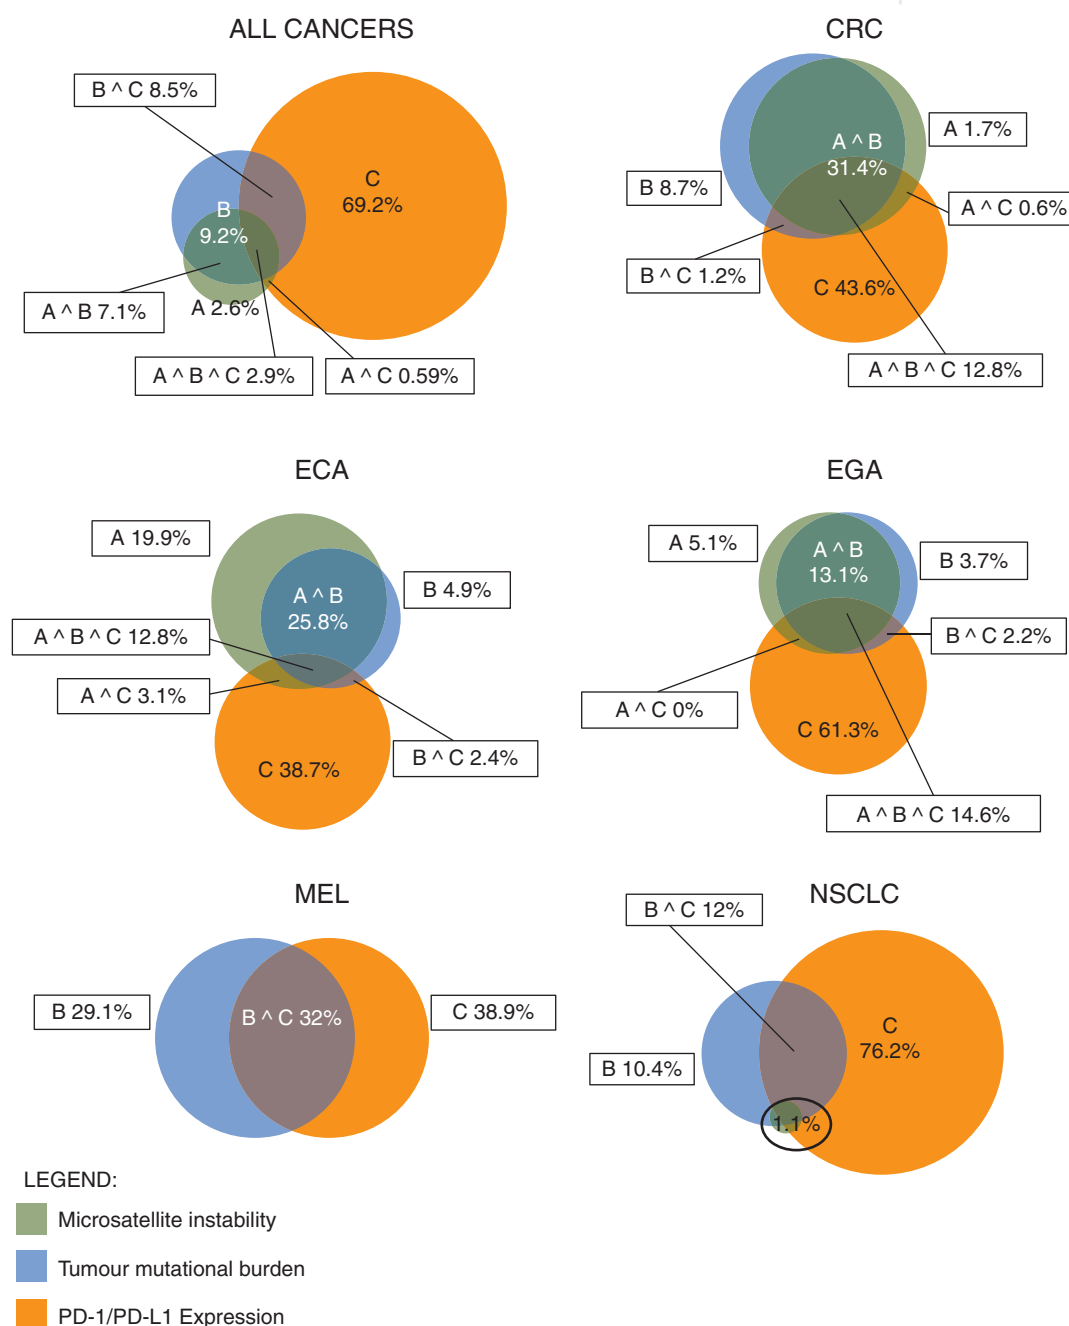 ALL CANCERS
B ^ C 8.5%
C
69.2%
B
9.2%
A ^ B 7.1%
A 2.6%
A ^ B ^ C 2.9%
A ^ C 0.59%
CRC
A ^ B
31.4%
A 1.7%
B 8.7%
A ^ C 0.6%
B ^ C 1.2%
C 43.6%
A ^ B ^ C 12.8%
ECA
A 19.9%
A ^ B
25.8%
B 4.9%
A ^ B ^ C 12.8%
A ^ C 3.1%
B ^ C 2.4%
C 38.7%
EGA
A 5.1%
A ^ B
13.1%
B 3.7%
B ^ C 2.2%
A ^ C 0%
C 61.3%
A ^ B ^ C 14.6%
MEL
B 29.1%
B ^ C 32%
C 38.9%
NSCLC
B ^ C 12%
C
76.2%
B 10.4%
1.1%
LEGEND:
Microsatellite instability
Tumour mutational burden
PD-1/PD-L1 Expression